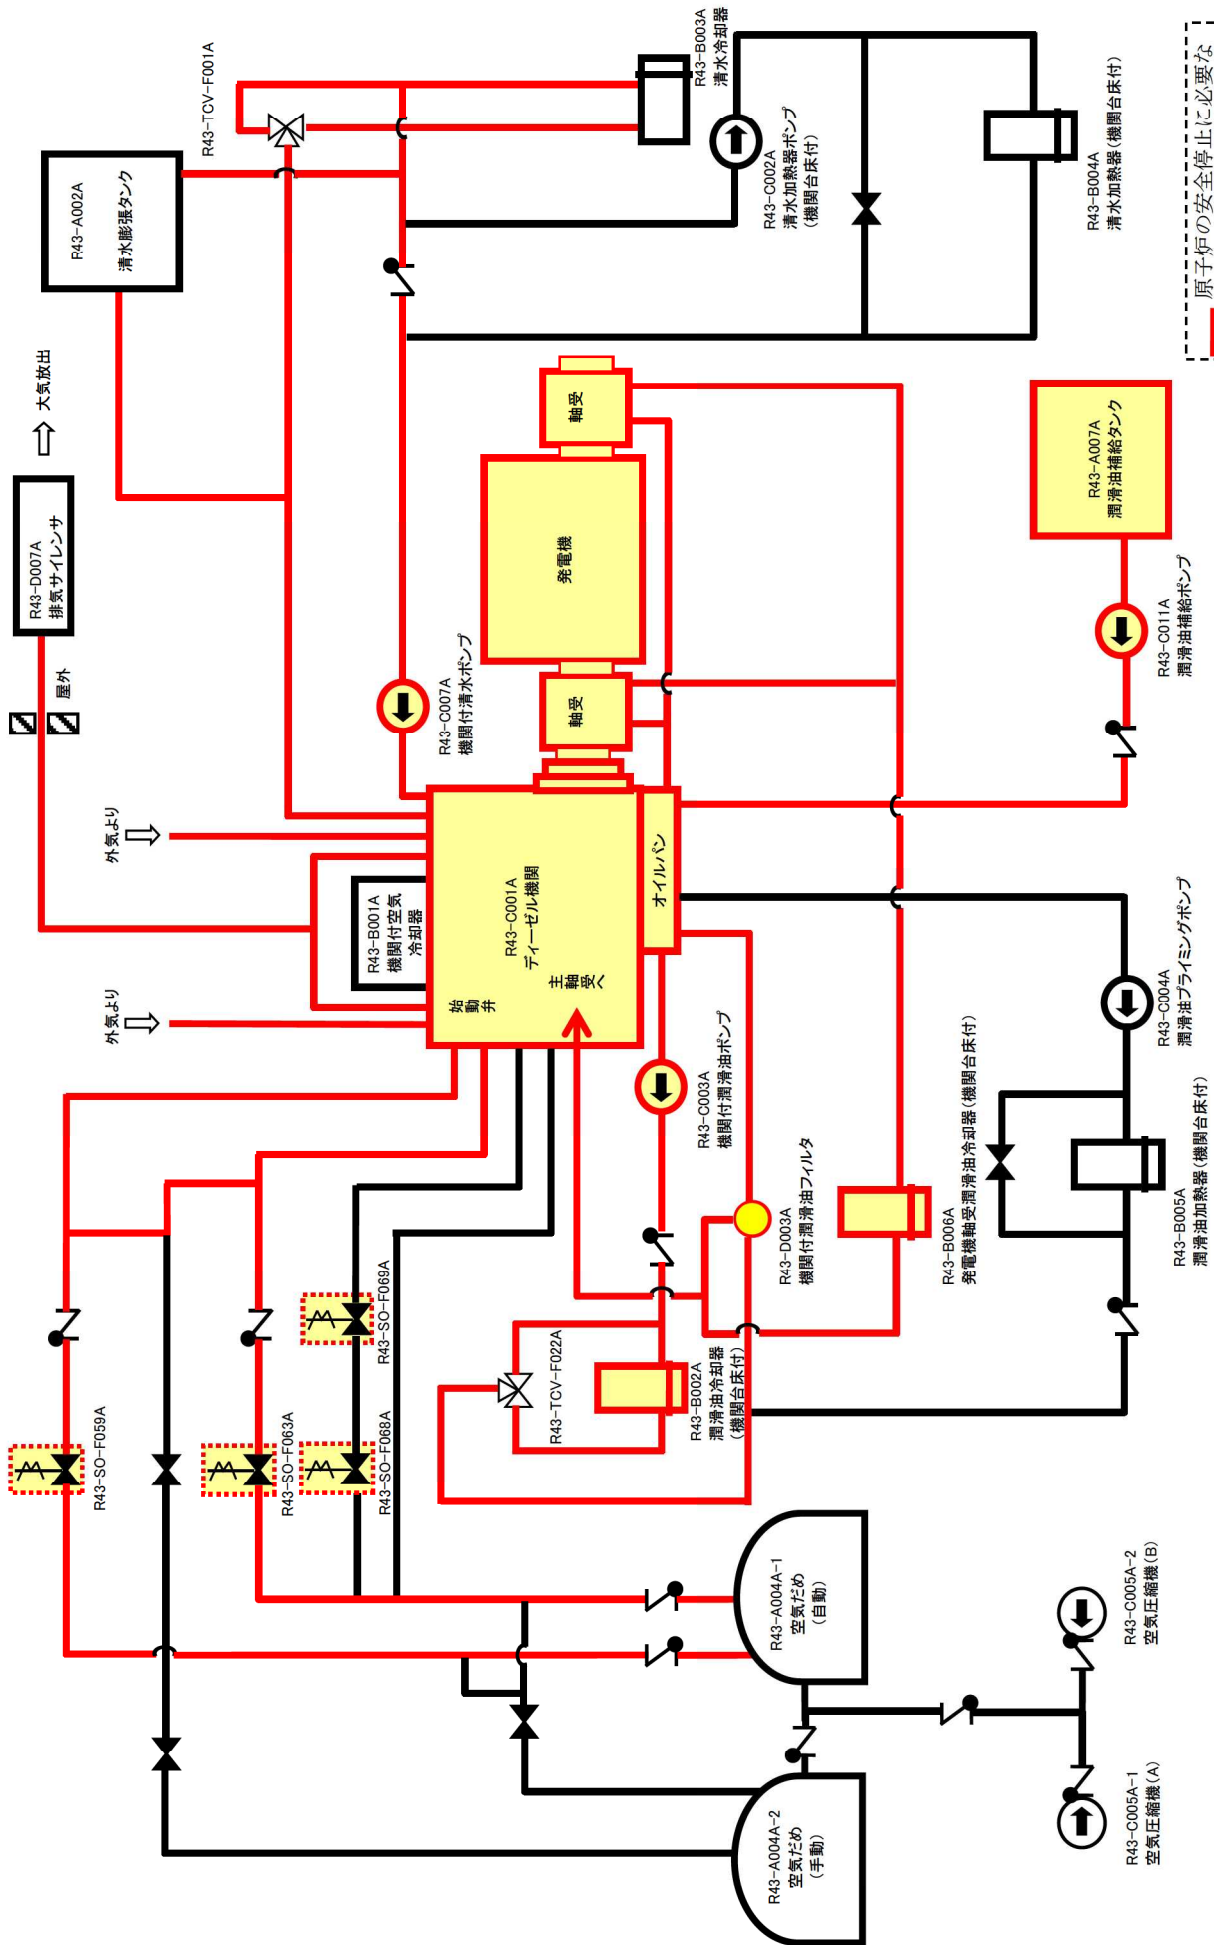 R43-A004A-2
空気だめ
(手動)
R43-A004A-1
空気だめ
(自動)
R43-C005A-1
空気圧縮機(A)
R43-C005A-2
空気圧縮機(B)
R43-SO-F059A
R43-SO-F063A
R43-SO-F068A
R43-SO-F069A
R43-TCV-F022A
R43-B002A
潤滑油冷却器
(機関台床付)
R43-D003A
機関付潤滑油フィルタ
R43-B006A
発電機軸受潤滑油冷却器(機関台床付)
R43-B005A
潤滑油加熱器(機関台床付)
R43-C004A
潤滑油プライミングポンプ
R43-C003A
機関付潤滑油ポンプ
外気より
始動弁
主軸受へ
R43-C001A
ディーゼル機関
オイルパン
R43-B001A
機関付空気
冷却器
外気より
屋外
R43-D007A
排気サイレンサ
大気放出
R43-C007A
機関付清水ポンプ
軸受
発電機
軸受
R43-C011A
潤滑油補給ポンプ
R43-A007A
潤滑油補給タンク
R43-A002A
清水膨張タンク
R43-TCV-F001A
R43-B003A
清水冷却器
R43-C002A
清水加熱器ポンプ
(機関台床付)
R43-B004A
清水加熱器(機関台床付)
原子炉の安全停止に必要な